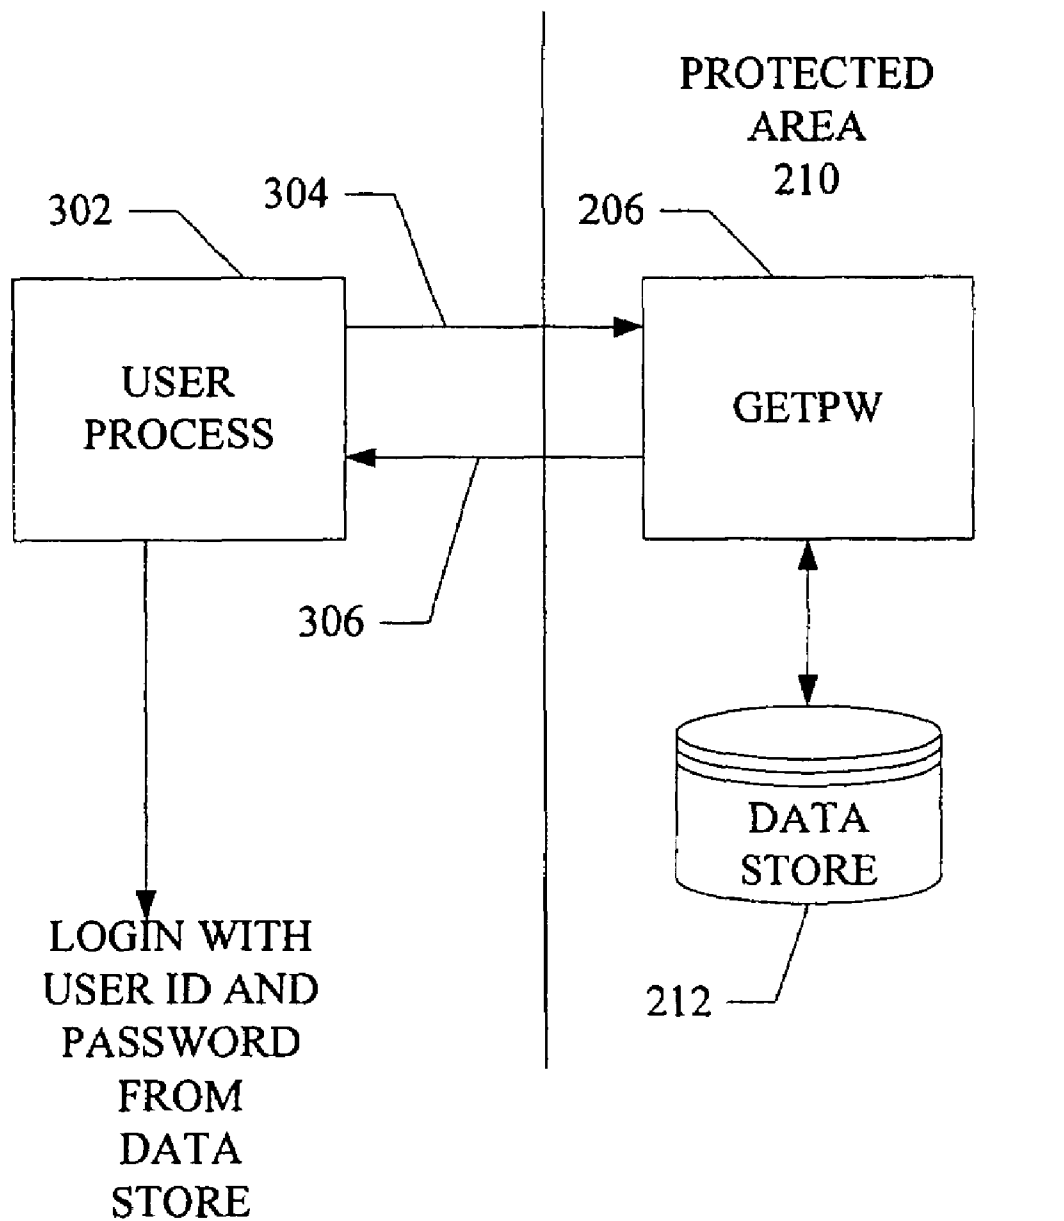 PROTECTED
AREA
210
302
304
206
USER
PROCESS
GETPW
306
DATA
STORE
212
LOGIN WITH
USER ID AND
PASSWORD
FROM
DATA
STORE